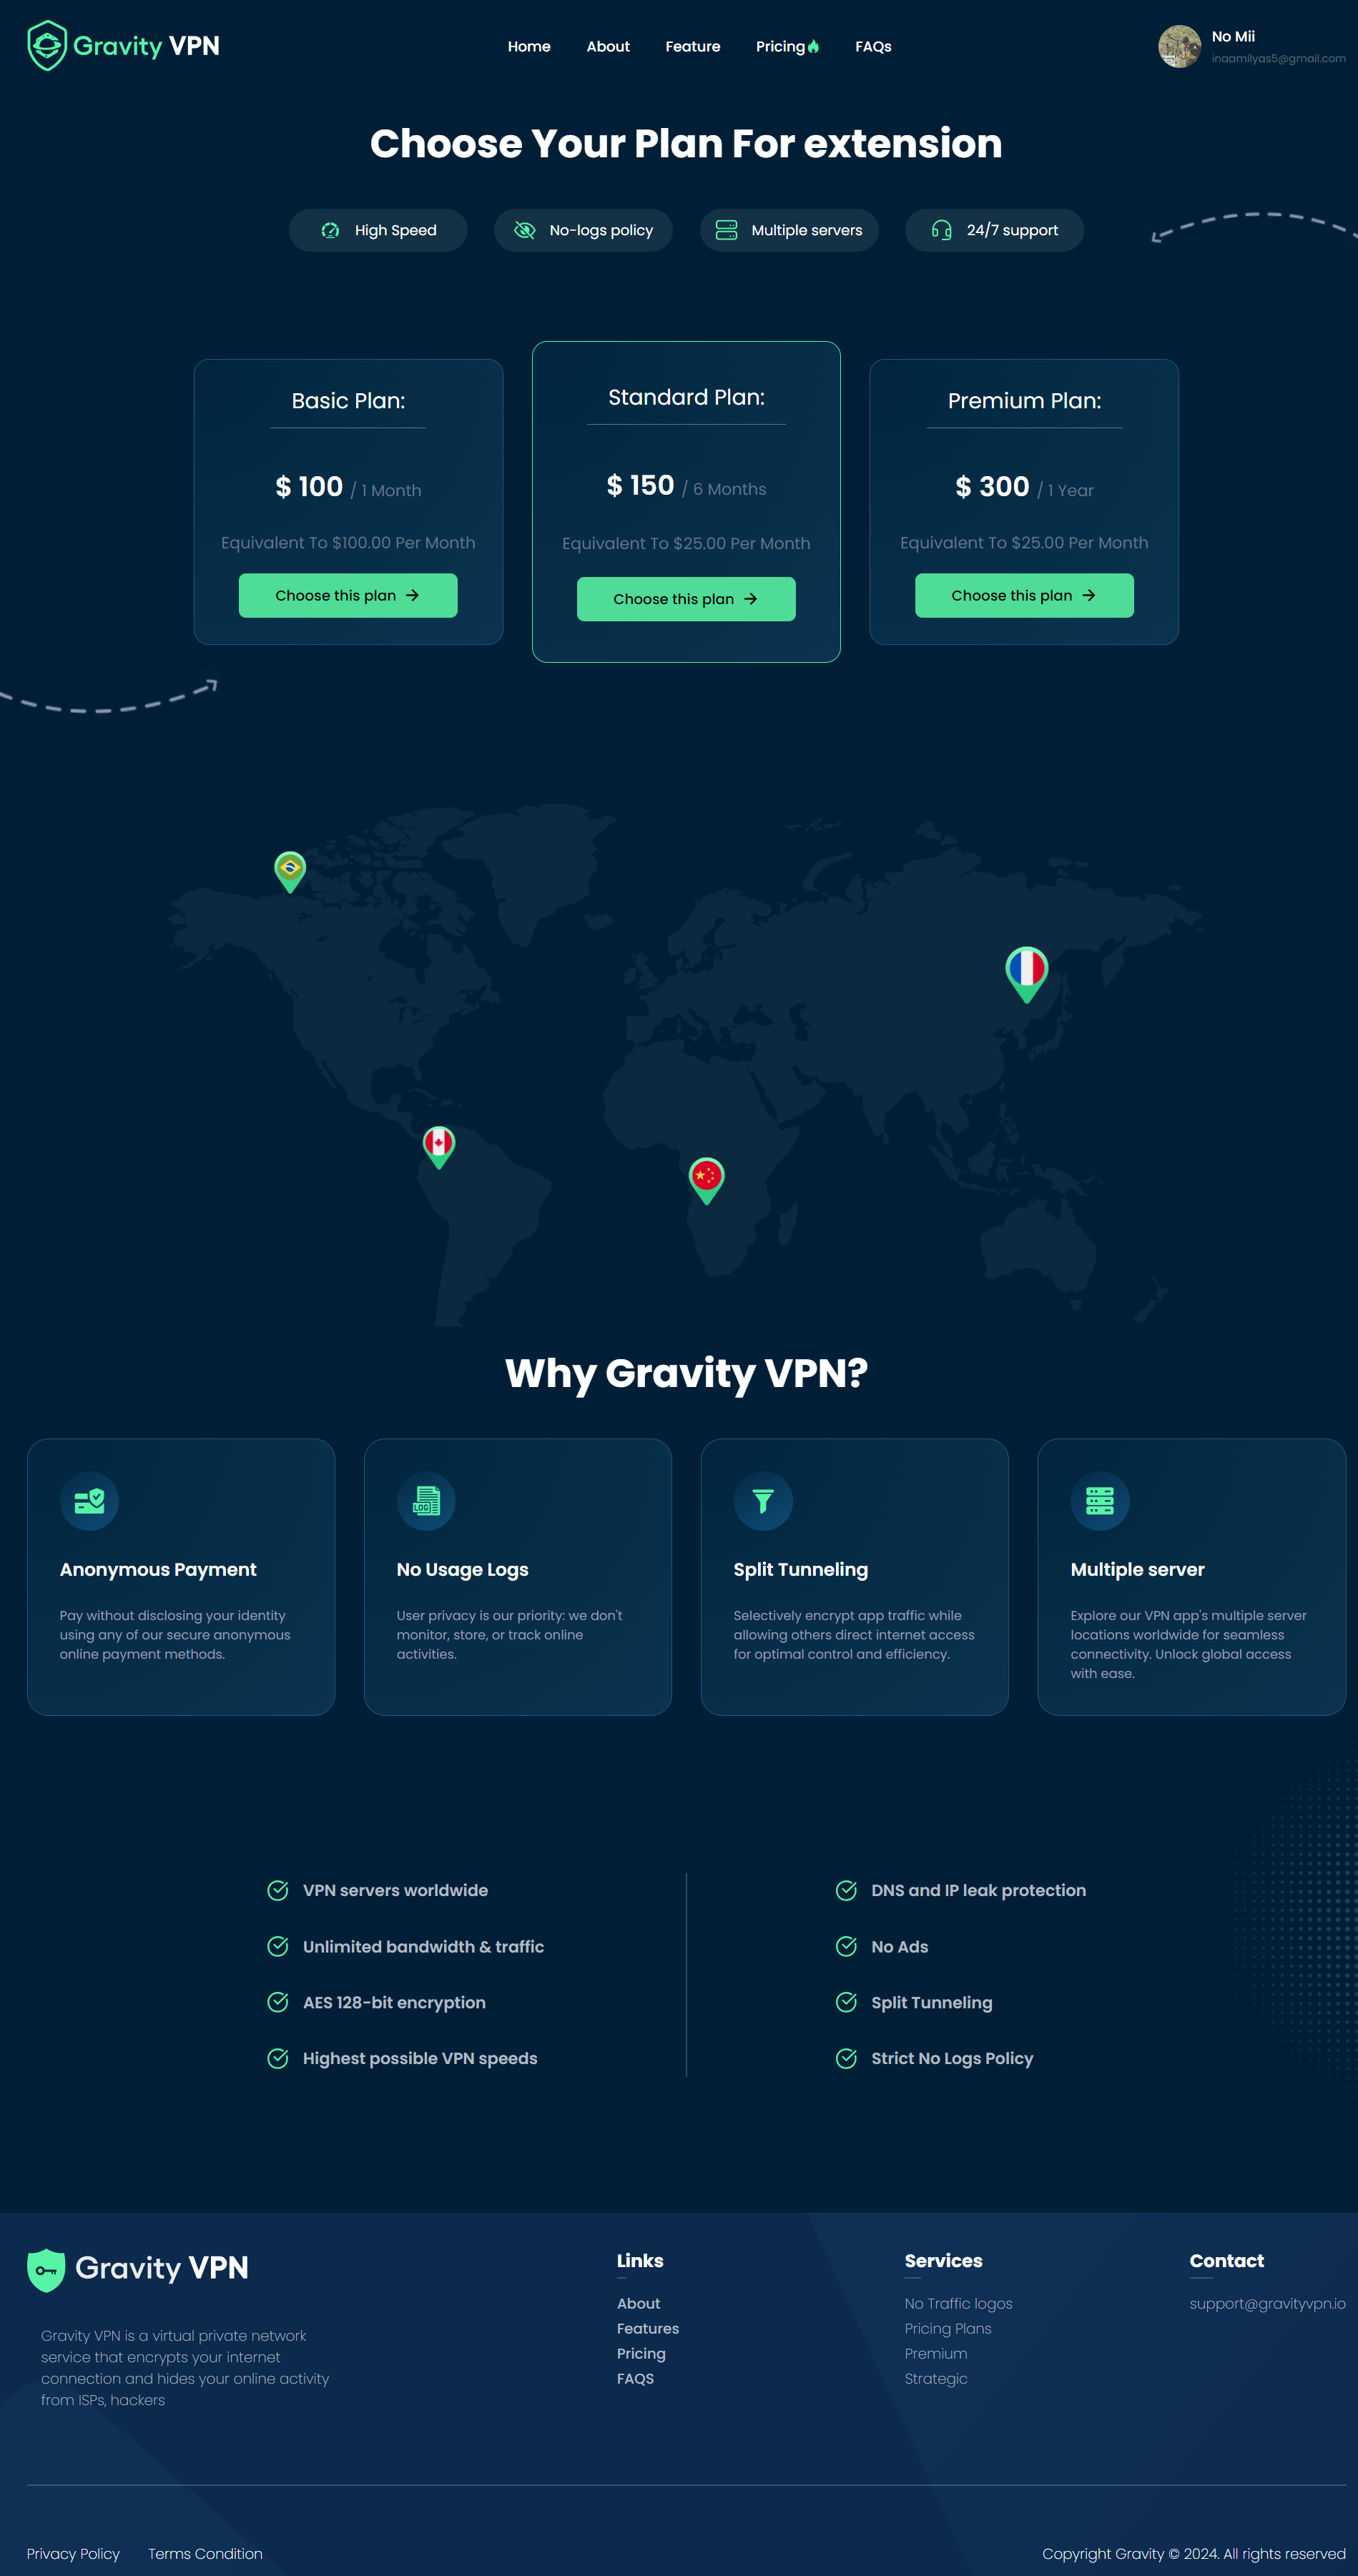 Gravity VPN
Home
About
Feature
Pricing
FAQs
No Mii
inaamilyas5@gmail.com
Choose Your Plan For extension
High Speed
No-logs policy
Multiple servers
24/7 support
Basic Plan:
$ 100 / 1 Month
Equivalent To $100.00 Per Month
Choose this plan
Standard Plan:
$ 150 / 6 Months
Equivalent To $25.00 Per Month
Choose this plan
Premium Plan:
$ 300 / 1 Year
Equivalent To $25.00 Per Month
Choose this plan
Why Gravity VPN?
Anonymous Payment
Pay without disclosing your identity
using any of our secure anonymous
online payment methods.
LOG
No Usage Logs
User privacy is our priority: we don't
monitor, store, or track online
activities.
Split Tunneling
Selectively encrypt app traffic while
allowing others direct internet access
for optimal control and efficiency.
Multiple server
Explore our VPN app's multiple server
locations worldwide for seamless
connectivity. Unlock global access
with ease.
VPN servers worldwide
Unlimited bandwidth & traffic
AES 128-bit encryption
Highest possible VPN speeds
DNS and IP leak protection
No Ads
Split Tunneling
Strict No Logs Policy
Gravity VPN
Gravity VPN is a virtual private network
service that encrypts your internet
connection and hides your online activity
from ISPs, hackers
Links
About
Features
Pricing
FAQS
Services
No Traffic logos
Pricing Plans
Premium
Strategic
Contact
support@gravityvpn.io
Privacy Policy
Terms Condition
Copyright Gravity © 2024. All rights reserved